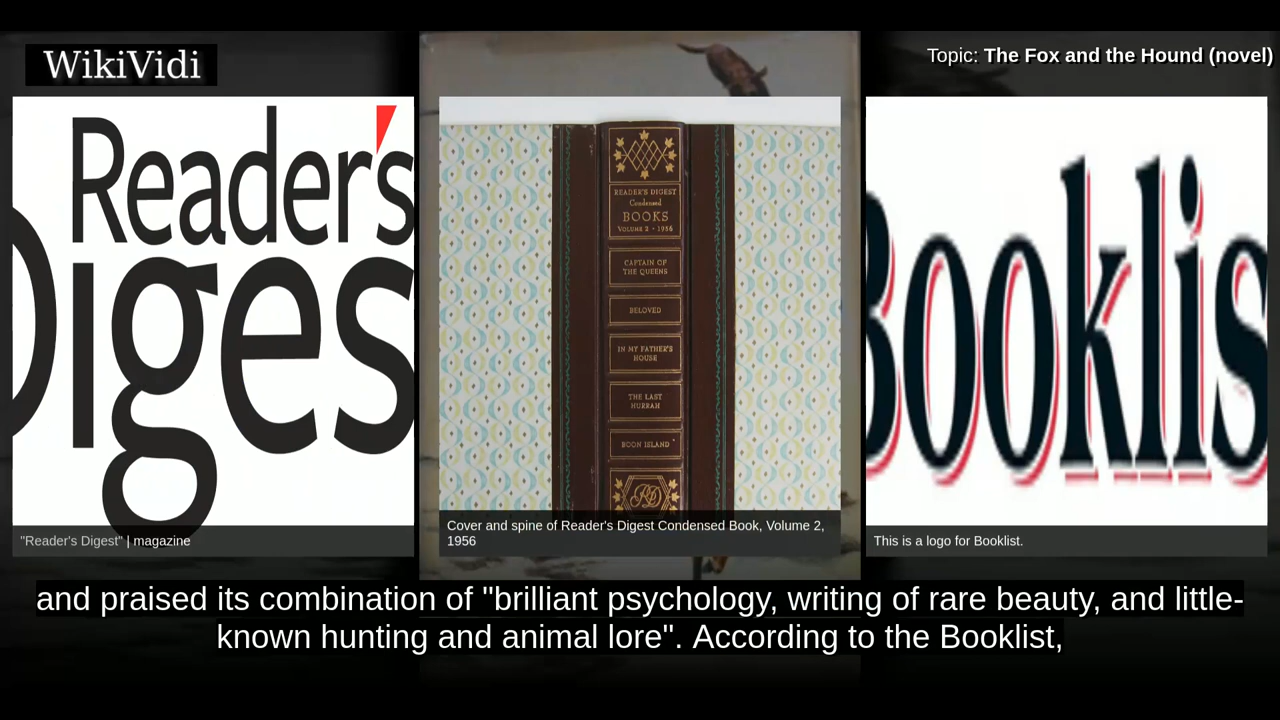 WikiVidi
Topic: The Fox and the Hound (novel)
Reader's
Diges
READER'S DIGEST
Condensed
BOOKS
VOLUME 2 • 1956
CAPTAIN OF
THE QUEENS
BELOVED
IN MY FATHER'S
HOUSE
THE LAST
HURRAH
BOON ISLAND
RD
Booklis
"Reader's Digest" | magazine
Cover and spine of Reader's Digest Condensed Book, Volume 2,
1956
This is a logo for Booklist.
and praised its combination of "brilliant psychology, writing of rare beauty, and little-
known hunting and animal lore". According to the Booklist,